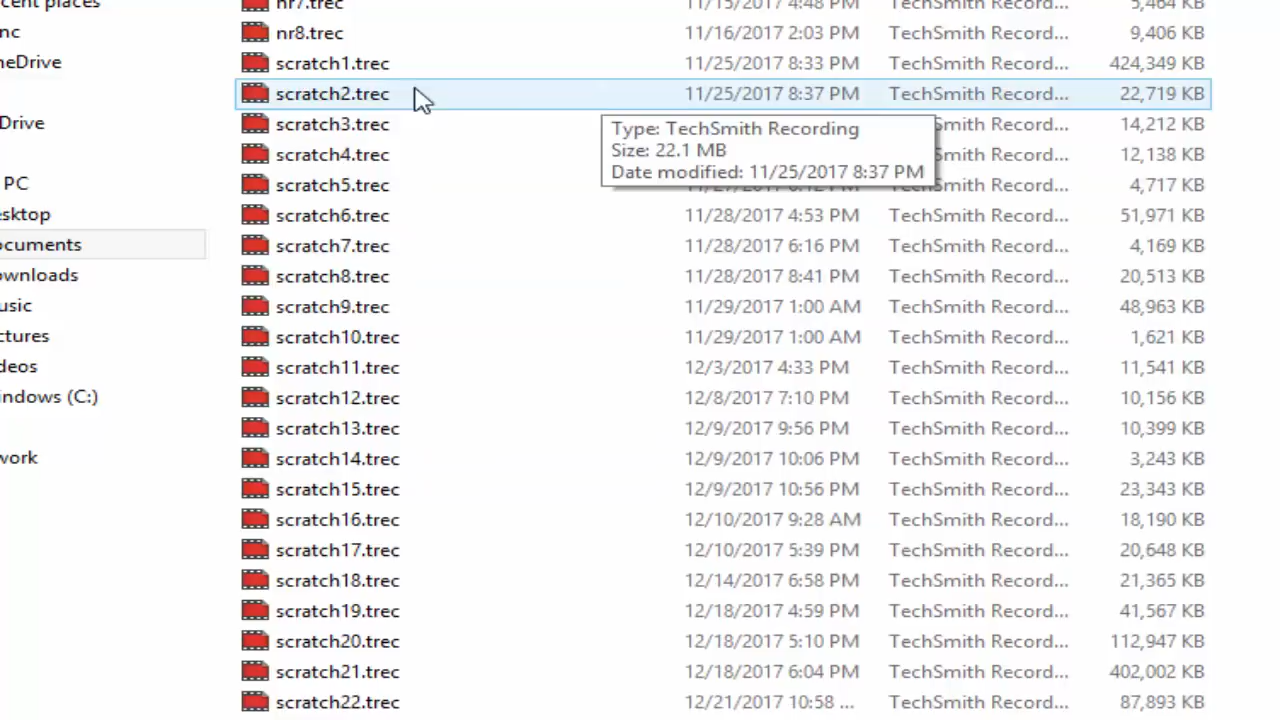 cent places
nc
neDrive
Drive
PC
esktop
ocuments
ownloads
usic
ctures
deos
indows (C:)
work
nr7.trec 11/15/2017 4:48 PM TechSmith Record... 5,464 KB
nr8.trec 11/16/2017 2:03 PM TechSmith Record... 9,406 KB
scratch1.trec 11/25/2017 8:33 PM TechSmith Record... 424,349 KB
scratch2.trec 11/25/2017 8:37 PM TechSmith Record... 22,719 KB
scratch3.trec mith Record... 14,212 KB
scratch4.trec mith Record... 12,138 KB
scratch5.trec mith Record... 4,717 KB
Type: TechSmith Recording
Size: 22.1 MB
Date modified: 11/25/2017 8:37 PM
scratch6.trec 11/28/2017 4:53 PM TechSmith Record... 51,971 KB
scratch7.trec 11/28/2017 6:16 PM TechSmith Record... 4,169 KB
scratch8.trec 11/28/2017 8:41 PM TechSmith Record... 20,513 KB
scratch9.trec 11/29/2017 1:00 AM TechSmith Record... 48,963 KB
scratch10.trec 11/29/2017 1:00 AM TechSmith Record... 1,621 KB
scratch11.trec 12/3/2017 4:33 PM TechSmith Record... 11,541 KB
scratch12.trec 12/8/2017 7:10 PM TechSmith Record... 10,156 KB
scratch13.trec 12/9/2017 9:56 PM TechSmith Record... 10,399 KB
scratch14.trec 12/9/2017 10:06 PM TechSmith Record... 3,243 KB
scratch15.trec 12/9/2017 10:56 PM TechSmith Record... 23,343 KB
scratch16.trec 12/10/2017 9:28 AM TechSmith Record... 18,190 KB
scratch17.trec 12/10/2017 5:39 PM TechSmith Record... 20,648 KB
scratch18.trec 12/14/2017 6:58 PM TechSmith Record... 21,365 KB
scratch19.trec 12/18/2017 4:59 PM TechSmith Record... 41,567 KB
scratch20.trec 12/18/2017 5:10 PM TechSmith Record... 112,947 KB
scratch21.trec 12/18/2017 6:04 PM TechSmith Record... 402,002 KB
scratch22.trec 12/21/2017 10:58 ... TechSmith Record... 87,893 KB